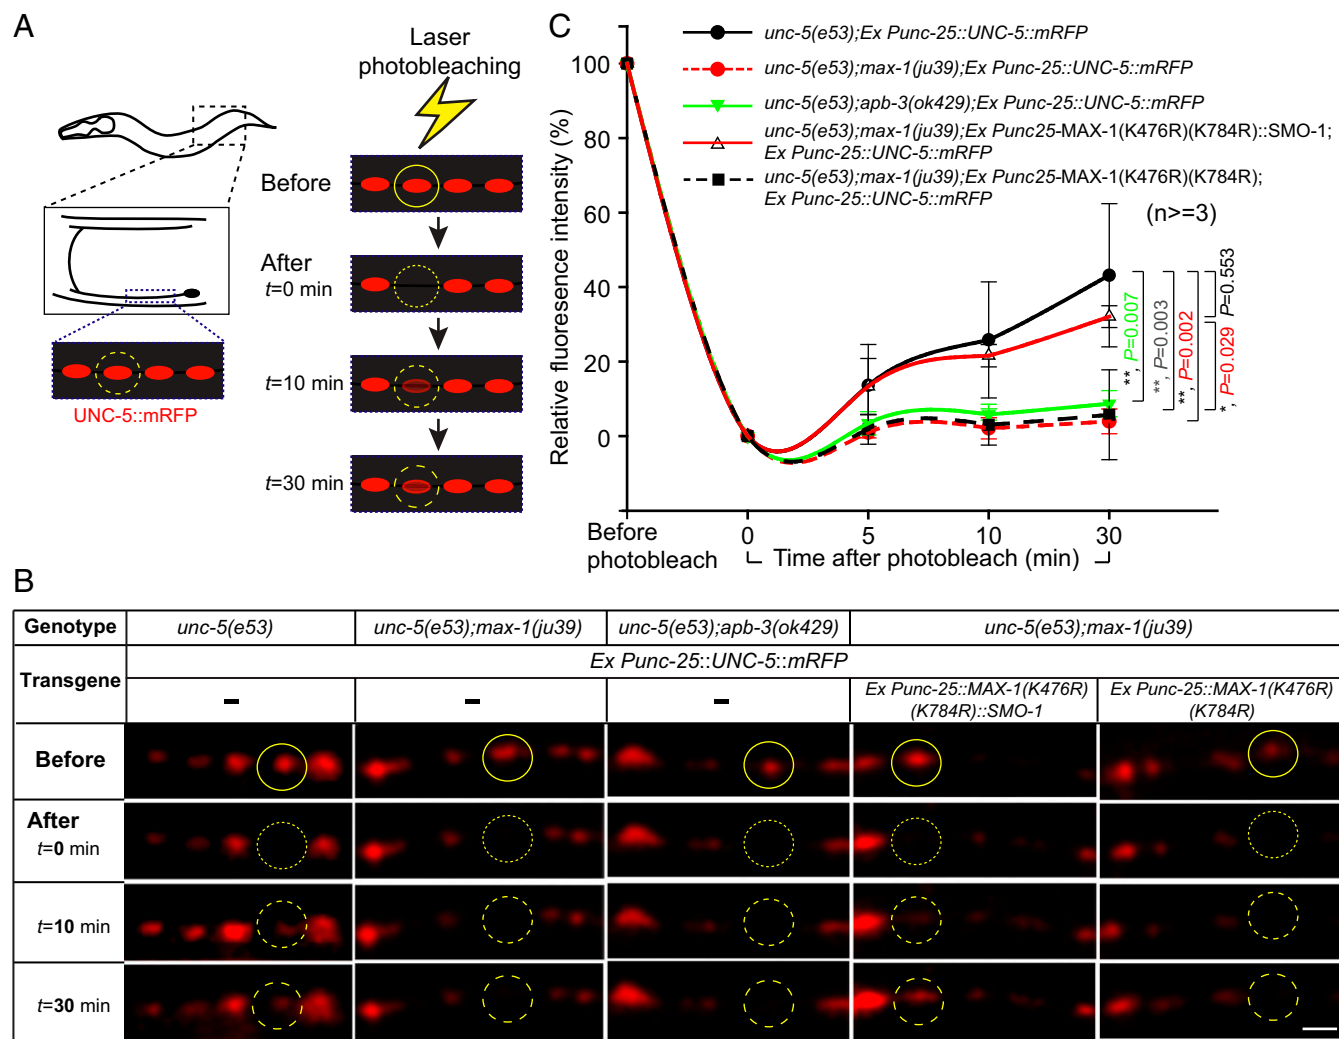 A
Laser
photobleaching
Before
After
t=0 min
t=10 min
t=30 min
UNC-5::mRFP
C
unc-5(e53);Ex Punc-25::UNC-5::mRFP
unc-5(e53);max-1(ju39);Ex Punc-25::UNC-5::mRFP
unc-5(e53);apb-3(ok429);Ex Punc-25::UNC-5::mRFP
unc-5(e53);max-1(ju39);Ex Punc25-MAX-1(K476R)(K784R)::SMO-1;
Ex Punc-25::UNC-5::mRFP
unc-5(e53);max-1(ju39);Ex Punc25-MAX-1(K476R)(K784R);
Ex Punc-25::UNC-5::mRFP
(n>=3)
Relative fluoresence intensity (%)
100
80
60
40
20
0
**, P=0.007
**, P=0.003
**, P=0.002
P=0.553
*, P=0.029
Before
photobleach
0
5
10
30
Time after photobleach (min)
B
Genotype
unc-5(e53)
unc-5(e53);max-1(ju39)
unc-5(e53);apb-3(ok429)
unc-5(e53);max-1(ju39)
Transgene
Ex Punc-25::UNC-5::mRFP
-
-
-
Ex Punc-25::MAX-1(K476R)
(K784R)::SMO-1
Ex Punc-25::MAX-1(K476R)
(K784R)
Before
After
t=0 min
t=10 min
t=30 min